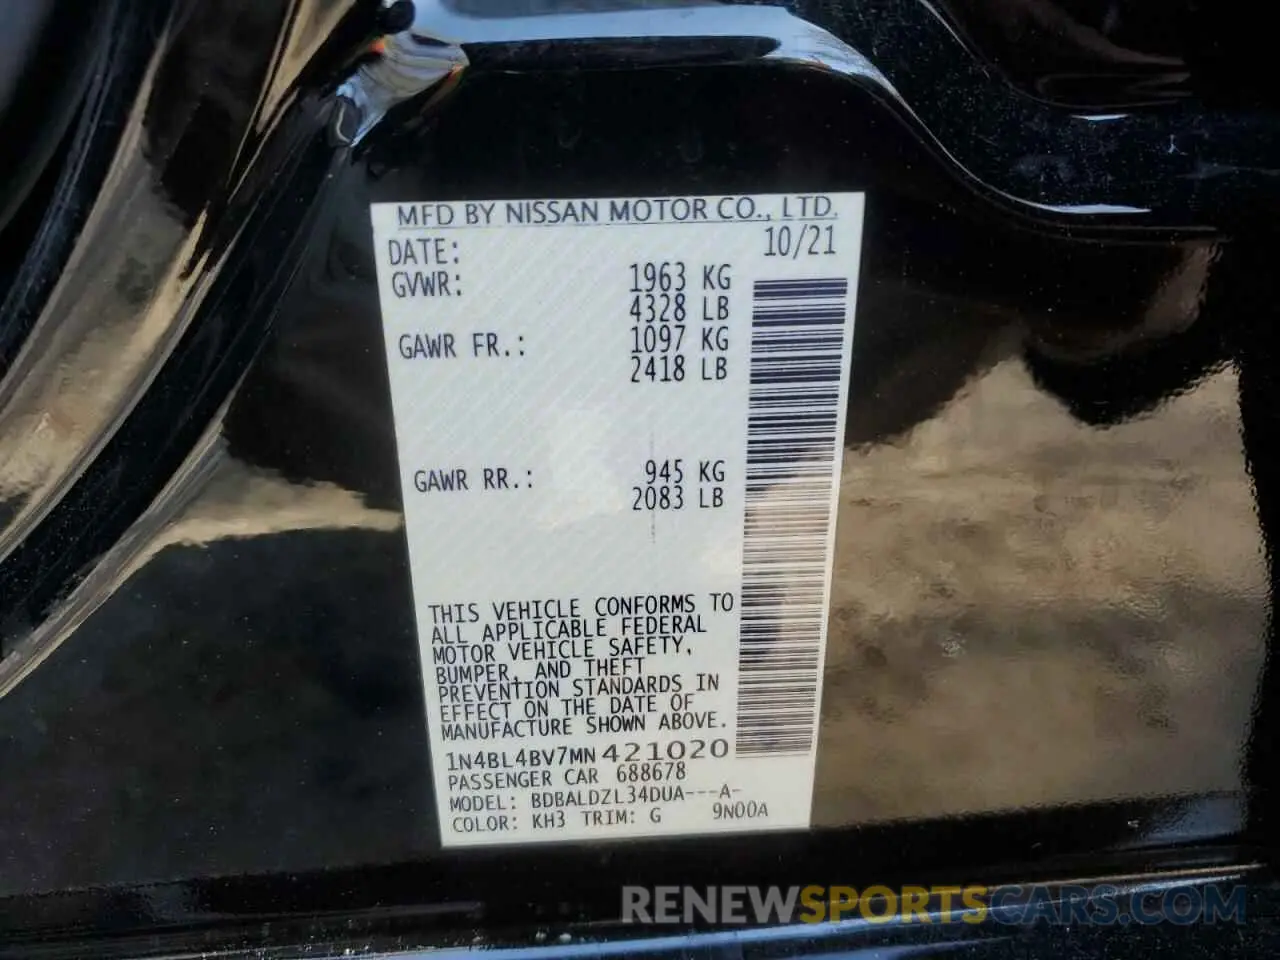 MFD BY NISSAN MOTOR CO., LTD.
DATE: 10/21
GVWR: 1963 KG
4328 LB
GAWR FR.: 1097 KG
2418 LB
GAWR RR.: 945 KG
2083 LB
THIS VEHICLE CONFORMS TO
ALL APPLICABLE FEDERAL
MOTOR VEHICLE SAFETY,
BUMPER, AND THEFT
PREVENTION STANDARDS IN
EFFECT ON THE DATE OF
MANUFACTURE SHOWN ABOVE.
1N4BL4BV7MN421020
PASSENGER CAR 688678
MODEL: BDBALDZL34DUA---A-
COLOR: KH3 TRIM: G 9N00A
RENEWSPORTSCARS.COM